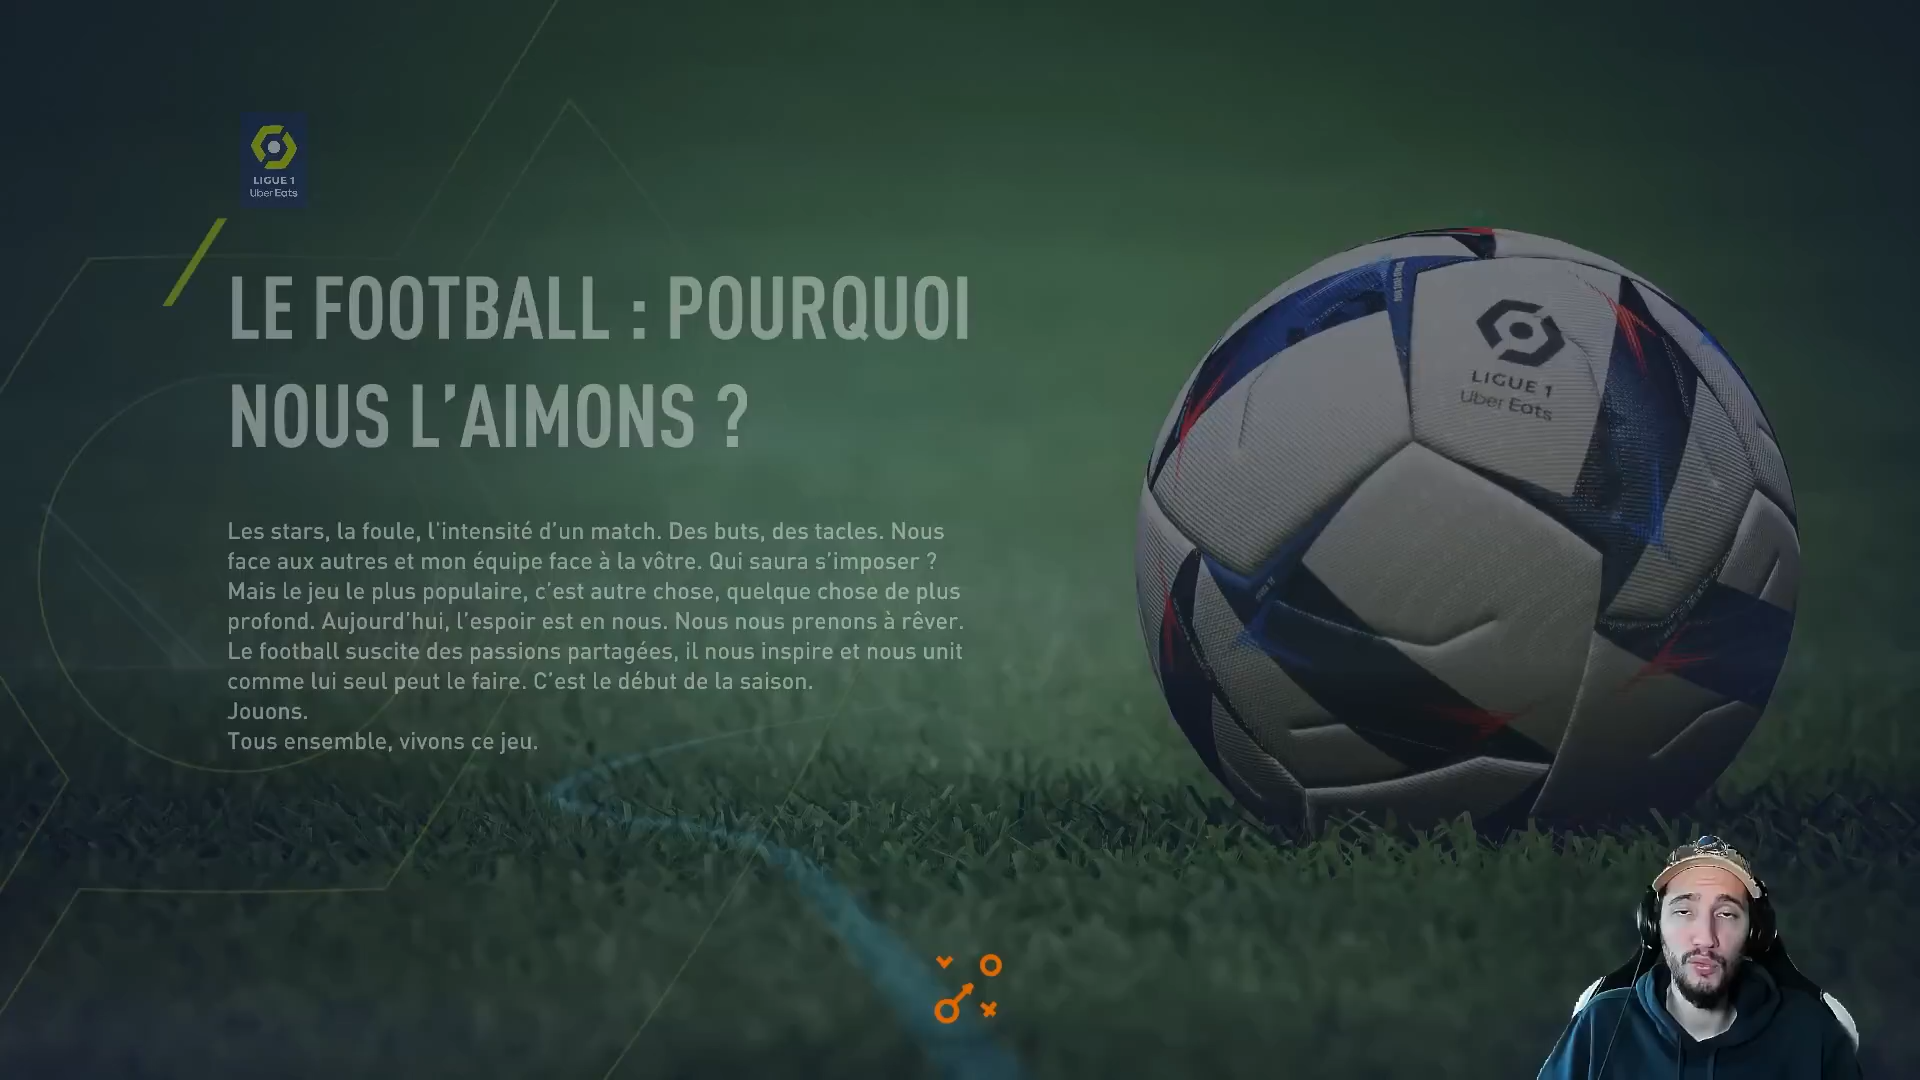 LIGUE 1
Uber Eats
LE FOOTBALL : POURQUOI
NOUS L'AIMONS ?
Les stars, la foule, l'intensité d'un match. Des buts, des tacles. Nous
face aux autres et mon équipe face à la vôtre. Qui saura s'imposer ?
Mais le jeu le plus populaire, c'est autre chose, quelque chose de plus
profond. Aujourd'hui, l'espoir est en nous. Nous nous prenons à rêver.
Le football suscite des passions partagées, il nous inspire et nous unit
comme lui seul peut le faire. C'est le début de la saison.
Jouons.
Tous ensemble, vivons ce jeu.
LIGUE 1
Uber Eats